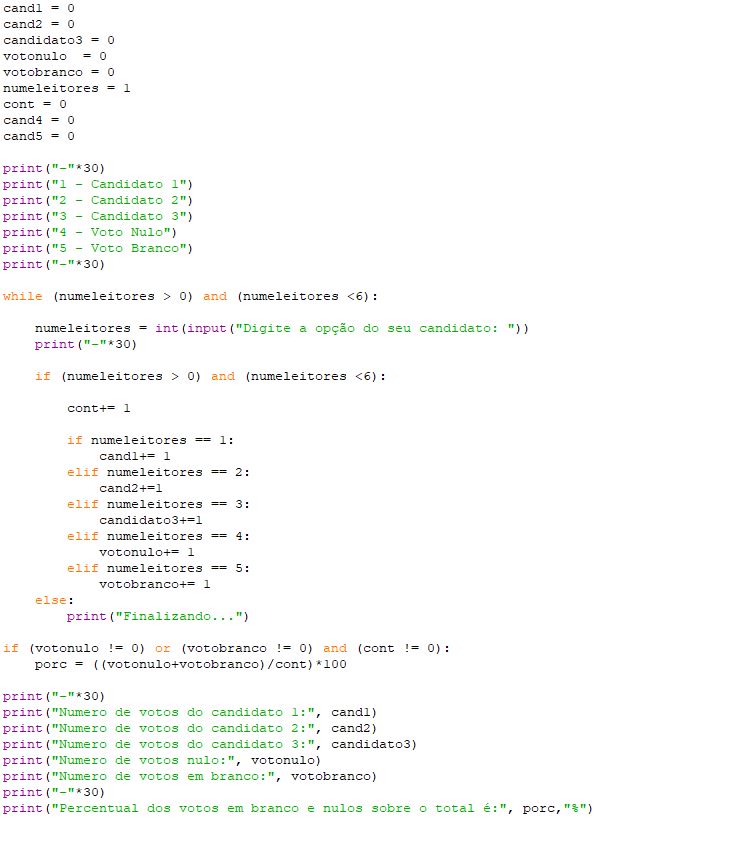 cand1 = 0
cand2 = 0
candidato3 = 0
votonulo  = 0
votobranco = 0
numeleitores = 1
cont = 0
cand4 = 0
cand5 = 0

print("-"*30)
print("1 - Candidato 1")
print("2 - Candidato 2")
print("3 - Candidato 3")
print("4 - Voto Nulo")
print("5 - Voto Branco")
print("-"*30)

while (numeleitores > 0) and (numeleitores <6):

    numeleitores = int(input("Digite a opção do seu candidato: "))
    print("-"*30)

    if (numeleitores > 0) and (numeleitores <6):

        cont+= 1

        if numeleitores == 1:
            cand1+= 1
        elif numeleitores == 2:
            cand2+=1
        elif numeleitores == 3:
            candidato3+=1
        elif numeleitores == 4:
            votonulo+= 1
        elif numeleitores == 5:
            votobranco+= 1
    else:
        print("Finalizando...")

if (votonulo != 0) or (votobranco != 0) and (cont != 0):
    porc = ((votonulo+votobranco)/cont)*100

print("-"*30)
print("Numero de votos do candidato 1:", cand1)
print("Numero de votos do candidato 2:", cand2)
print("Numero de votos do candidato 3:", candidato3)
print("Numero de votos nulo:", votonulo)
print("Numero de votos em branco:", votobranco)
print("-"*30)
print("Percentual dos votos em branco e nulos sobre o total é:", porc,"%")